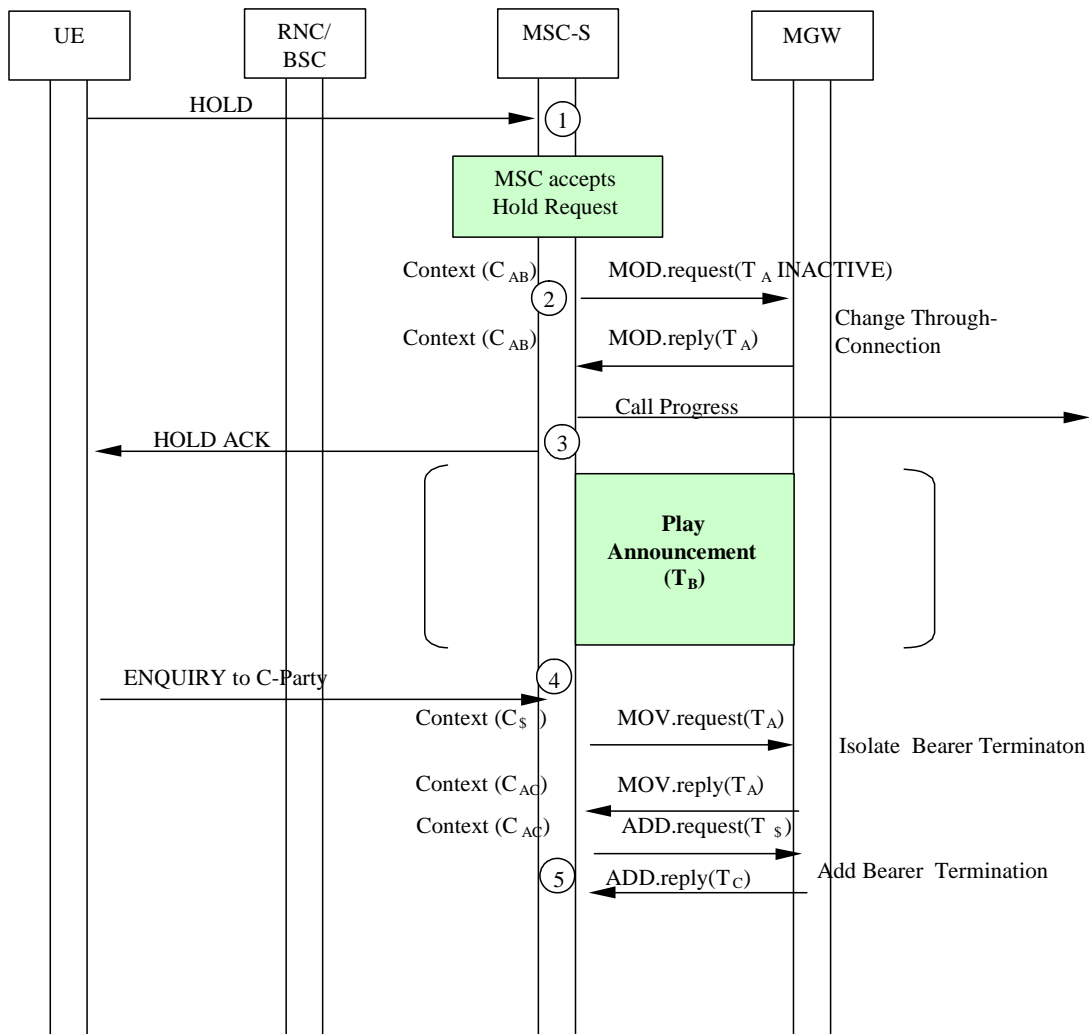 UE
RNC/
BSC
MSC-S
MGW
HOLD
1
MSC accepts
Hold Request
Context (C AB)
2
MOD.request(T A INACTIVE)
Change Through-
Connection
Context (C AB)
MOD.reply(T A)
Call Progress
HOLD ACK
3
Play
Announcement
(T B)
ENQUIRY to C-Party
4
Context (C $ )
MOV.request(T A)
Isolate Bearer Terminaton
Context (C AC)
MOV.reply(T A)
Context (C AC)
ADD.request(T $)
5
ADD.reply(T C)
Add Bearer Termination